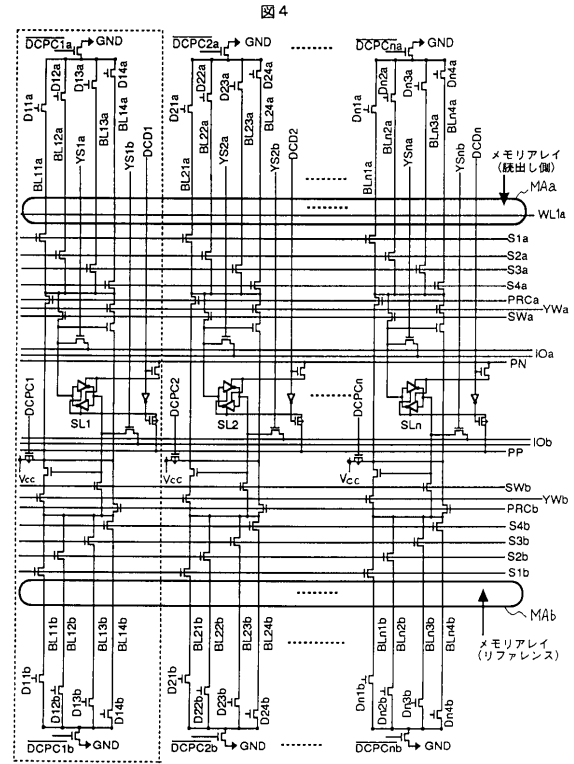 図4
DCPC1a GND DCPC2a GND DCPCna GND
D11a D12a D13a D14a D21a D22a D23a D24a Dn1a Dn2a Dn3a Dn4a
BL11a BL12a YS1a BL13a BL14a YS1b DCD1 BL21a BL22a YS2a BL23a BL24a YS2b DCD2 BLn1a BLn2a YSna BLn3a BLn4a YSnb DCDn
メモリアレイ
(読出し側)
MAa
WL1a
S1a
S2a
S3a
S4a
PRCa
YWa
SWa
IOa
PN
DCPC1 DCPC2 DCPCn
SL1 SL2 SLn
IOb
PP
Vcc Vcc Vcc
SWb
YWb
PRCb
S4b
S3b
S2b
S1b
MAb
メモリアレイ
(リファレンス)
BL11b BL12b BL13b BL14b BL21b BL22b BL23b BL24b BLn1b BLn2b BLn3b BLn4b
D11b D12b D13b D14b D21b D22b D23b D24b Dn1b Dn2b Dn3b Dn4b
DCPC1b GND DCPC2b GND DCPCnb GND